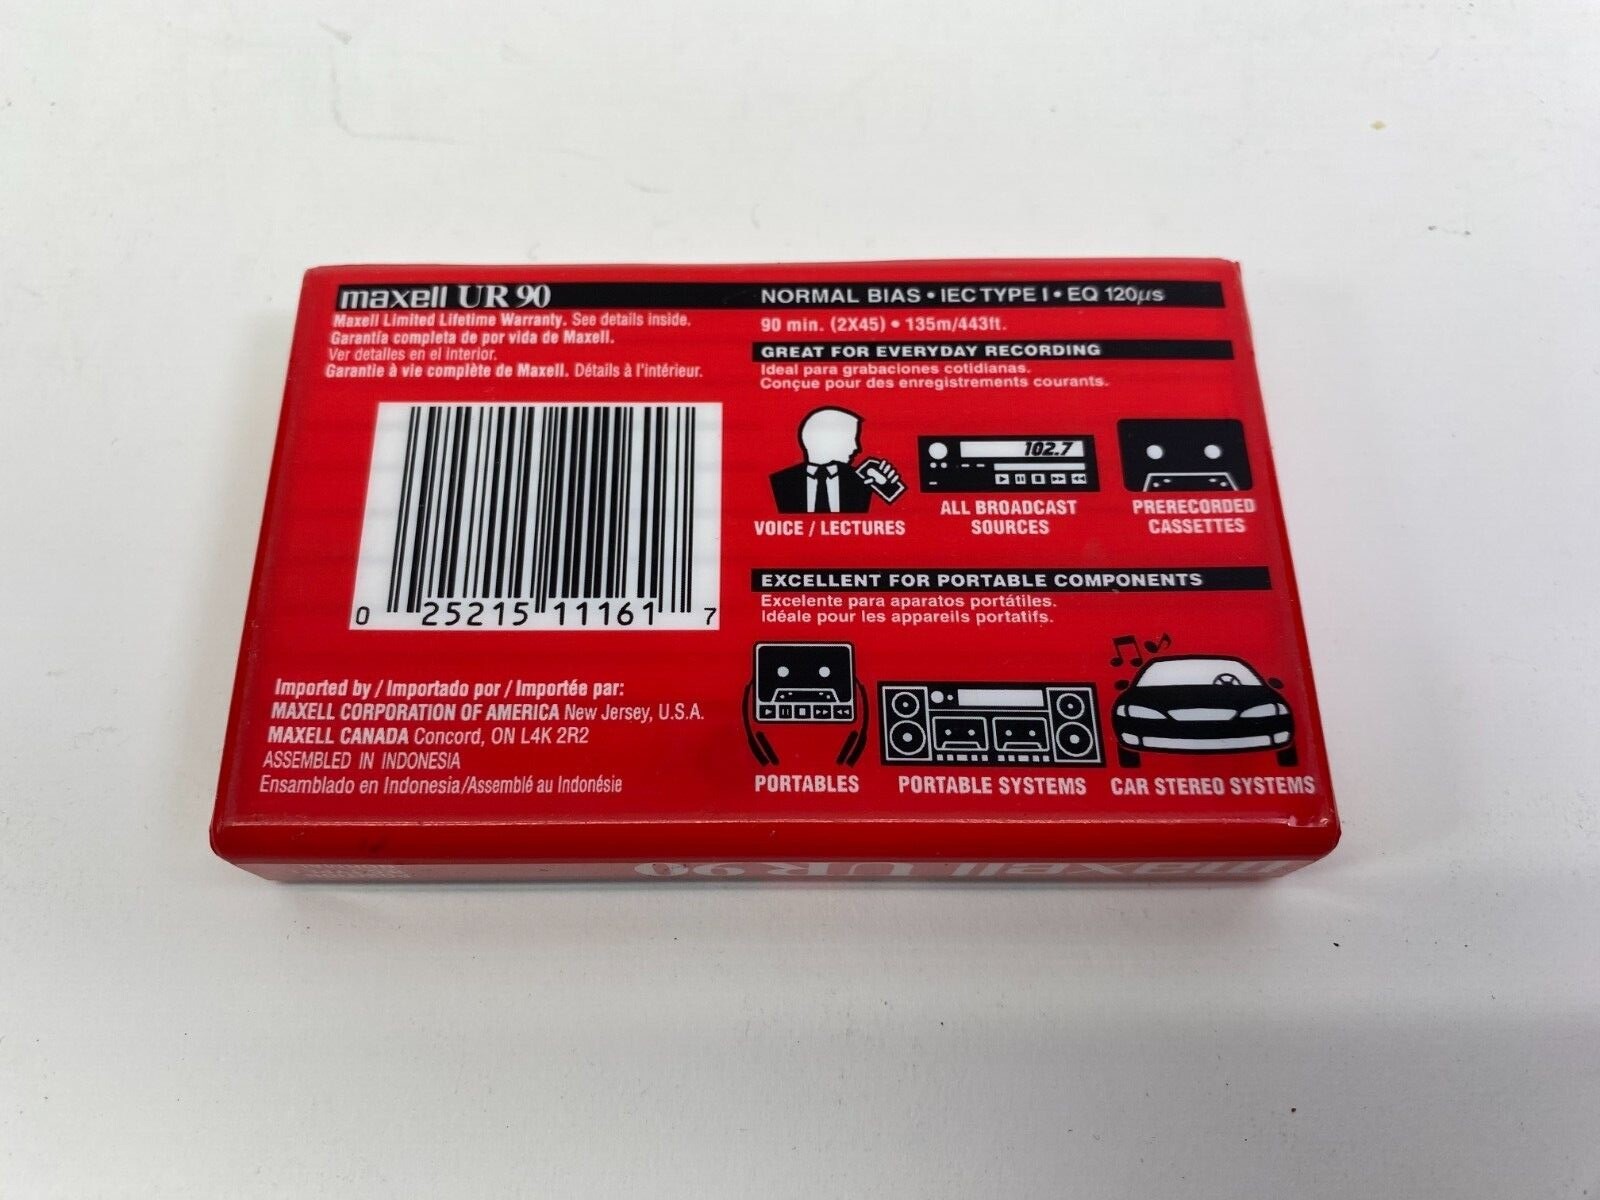 maxell UR 90
Maxell Limited Lifetime Warranty. See details inside.
Garantía completa de por vida de Maxell.
Ver detalles en el interior.
Garantie à vie complète de Maxell. Détails à l'intérieur.
0 25215 11161 7
Imported by / Importado por / Importée par:
MAXELL CORPORATION OF AMERICA New Jersey, U.S.A.
MAXELL CANADA Concord, ON L4K 2R2
ASSEMBLED IN INDONESIA
Ensamblado en Indonesia/Assemblé au Indonésie
NORMAL BIAS • IEC TYPE I • EQ 120µs
90 min. (2X45) • 135m/443ft.
GREAT FOR EVERYDAY RECORDING
Ideal para grabaciones cotidianas.
Conçue pour des enregistrements courants.
102.7
VOICE / LECTURES
ALL BROADCAST
SOURCES
PRERECORDED
CASSETTES
EXCELLENT FOR PORTABLE COMPONENTS
Excelente para aparatos portátiles.
Idéale pour les appareils portatifs.
PORTABLES
PORTABLE SYSTEMS
CAR STEREO SYSTEMS
maxell UR 90